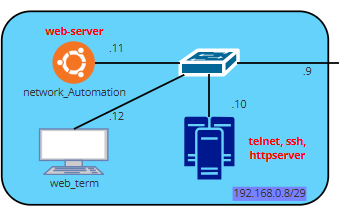 web-server
.11
network_Automation
.9
.12
.10
telnet, ssh,
httpserver
web_term
192.168.0.8/29